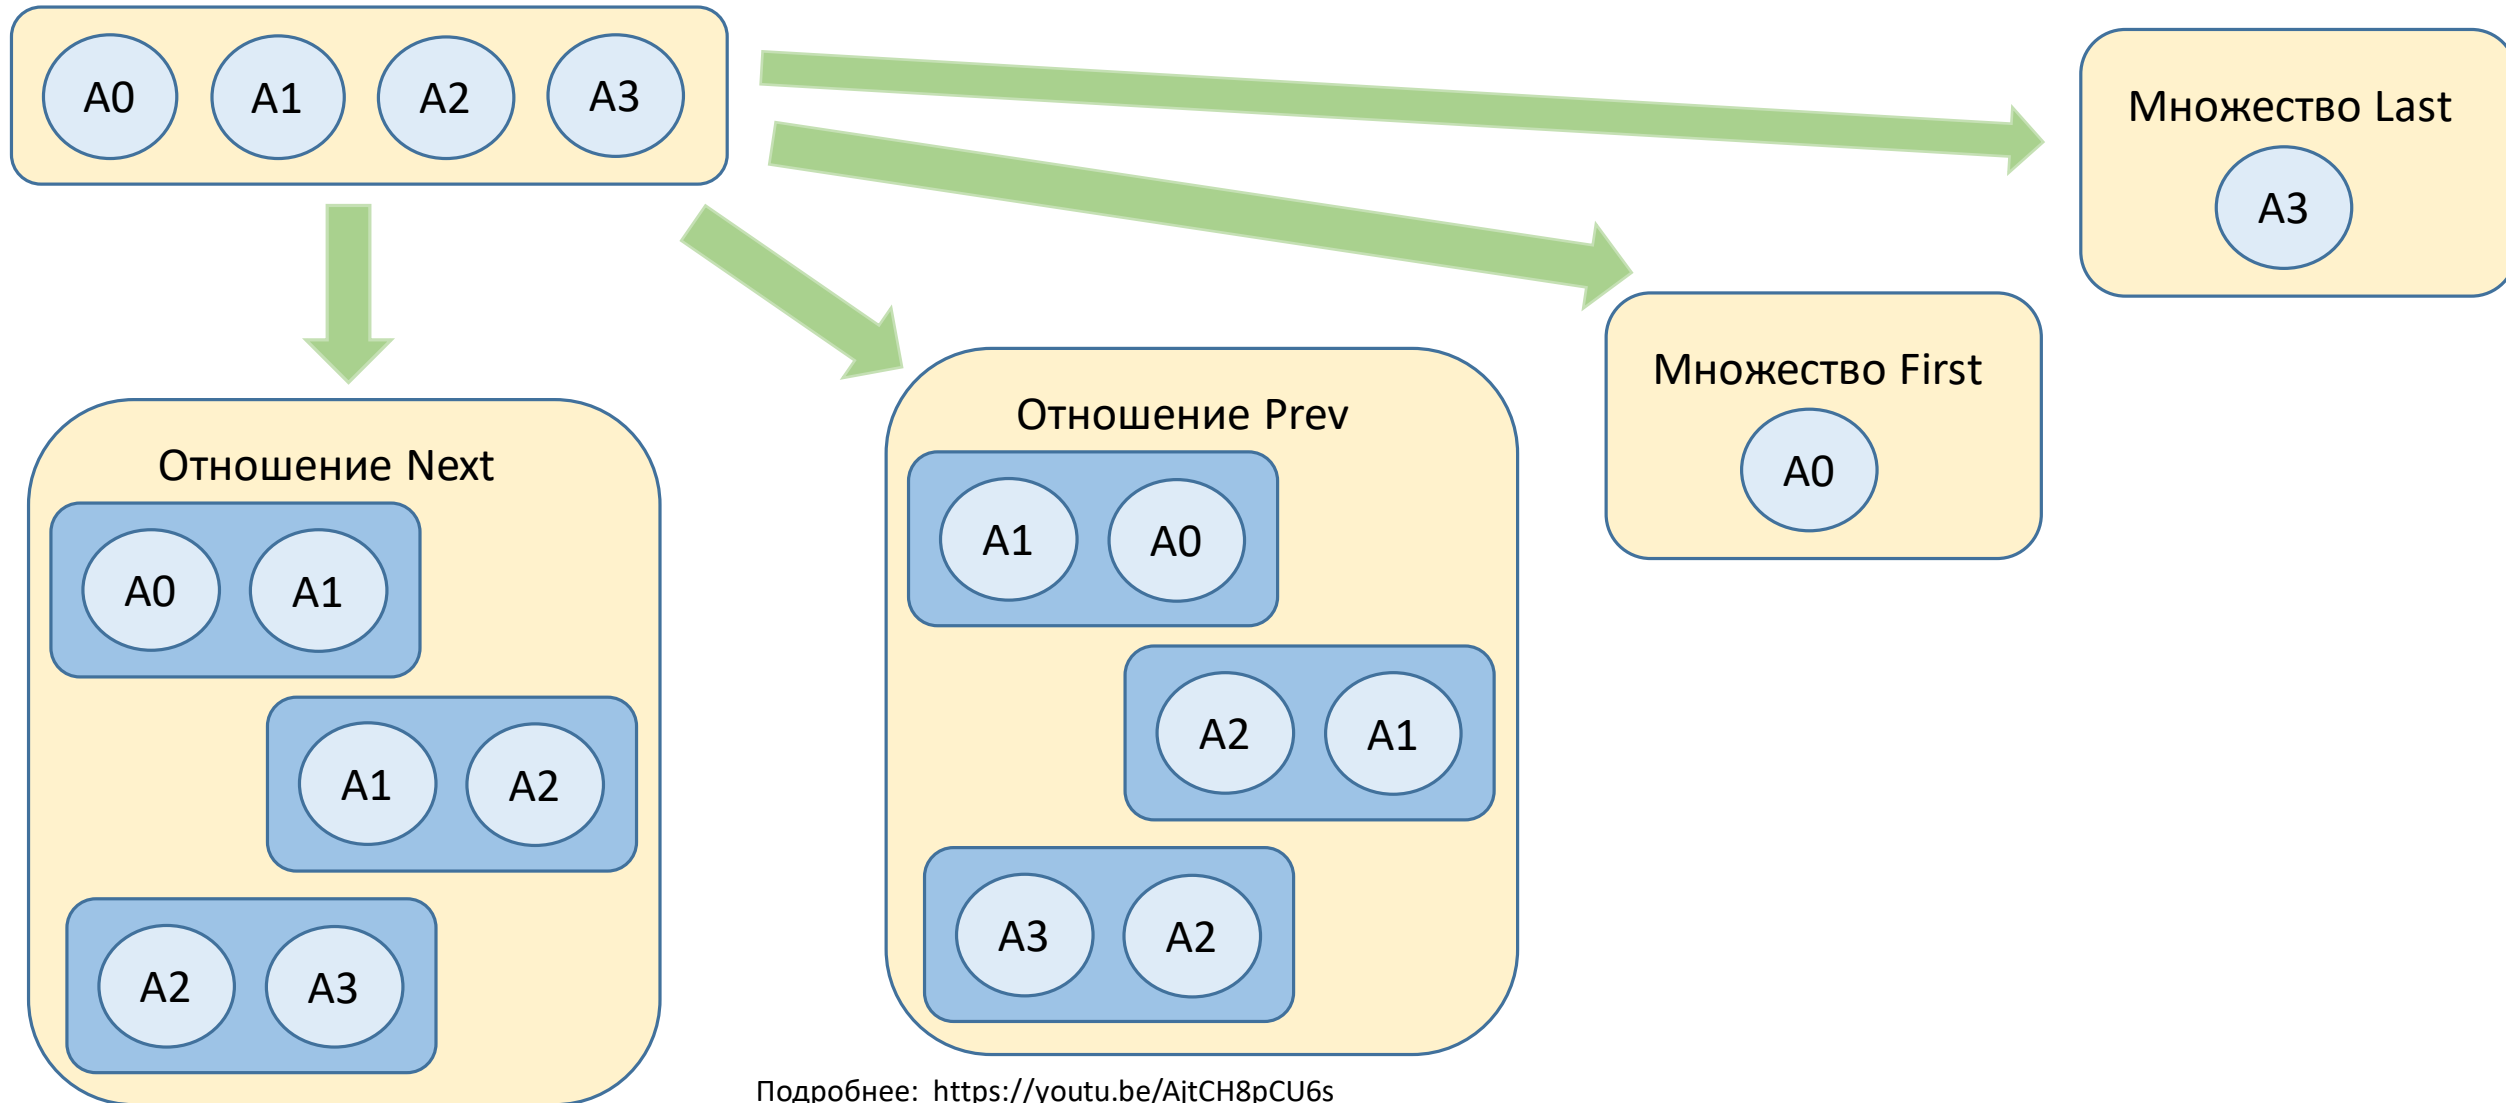 A0 A1 A2 A3
Множество Last
A3
Множество First
A0
Отношение Prev
A1 A0
A2 A1
A3 A2
Отношение Next
A0 A1
A1 A2
A2 A3
Подробнее: https://youtu.be/AjtCH8pCU6s